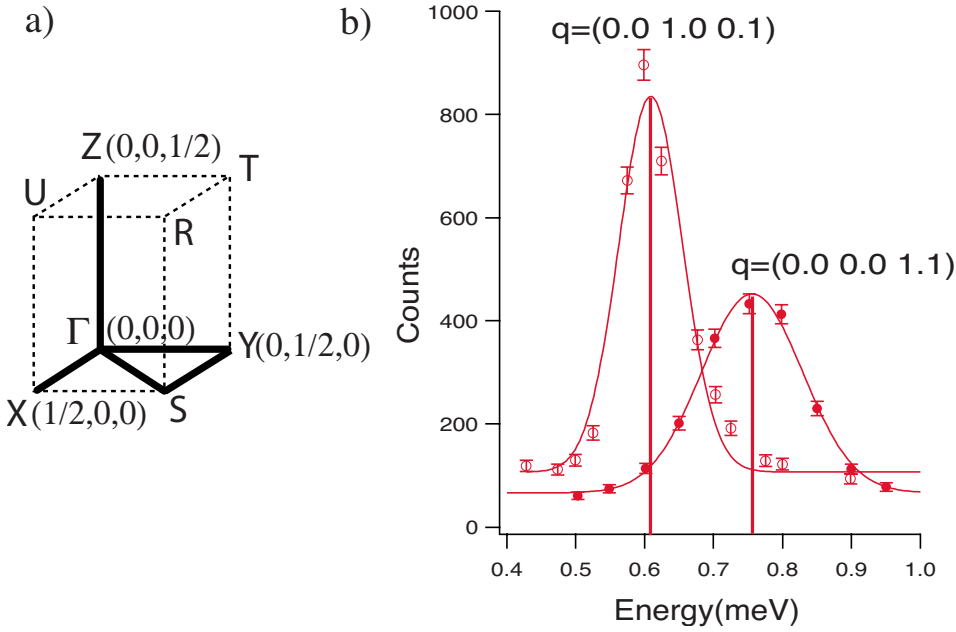 a)
Z(0,0,1/2)
T
U
R
Γ
(0,0,0)
Y(0,1/2,0)
X(1/2,0,0)
S
b)
q=(0.0 1.0 0.1)
q=(0.0 0.0 1.1)
1000
800
600
400
200
0
Counts
0.4 0.5 0.6 0.7 0.8 0.9 1.0
Energy(meV)